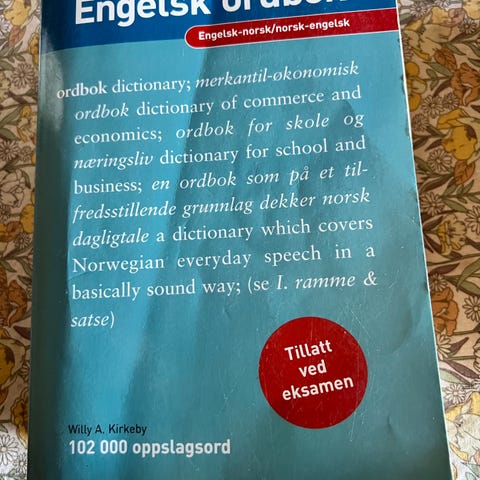 Engelsk ordbok
Engelsk-norsk/norsk-engelsk
ordbok dictionary; merkantil-økonomisk
ordbok dictionary of commerce and
economics; ordbok for skole og
næringsliv dictionary for school and
business; en ordbok som på et til-
fredsstillende grunnlag dekker norsk
dagligtale a dictionary which covers
Norwegian everyday speech in a
basically sound way; (se I. ramme &
satse)
Tillatt
ved
eksamen
Willy A. Kirkeby
102 000 oppslagsord